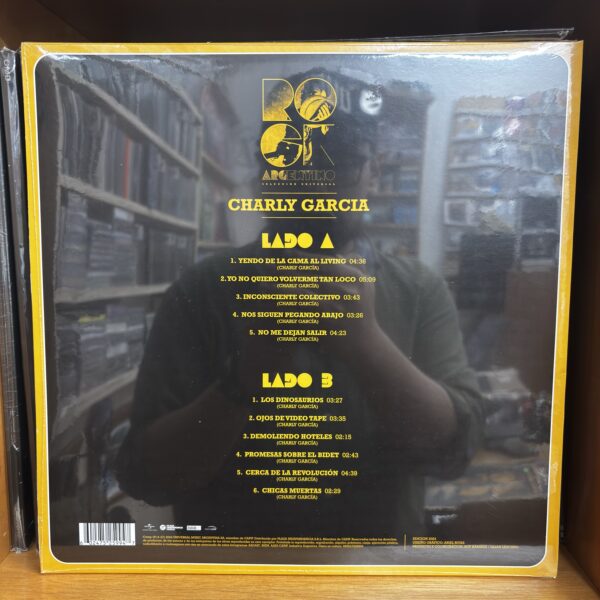 ROCK
ARGENTINO
CHARLY GARCIA
LADO A
1. YENDO DE LA CAMA AL LIVING 04:36
(CHARLY GARCÍA)
2. YO NO QUIERO VOLVERME TAN LOCO 05:09
(CHARLY GARCÍA)
3. INCONSCIENTE COLECTIVO 03:43
(CHARLY GARCÍA)
4. NOS SIGUEN PEGANDO ABAJO 03:26
(CHARLY GARCÍA)
5. NO ME DEJAN SALIR 04:23
(CHARLY GARCÍA)
LADO B
1. LOS DINOSAURIOS 03:27
(CHARLY GARCÍA)
2. OJOS DE VIDEO TAPE 03:35
(CHARLY GARCÍA)
3. DEMOLIENDO HOTELES 02:15
(CHARLY GARCÍA)
4. PROMESAS SOBRE EL BIDET 02:43
(CHARLY GARCÍA)
5. CERCA DE LA REVOLUCIÓN 04:39
(CHARLY GARCÍA)
6. CHICAS MUERTAS 02:29
(CHARLY GARCÍA)